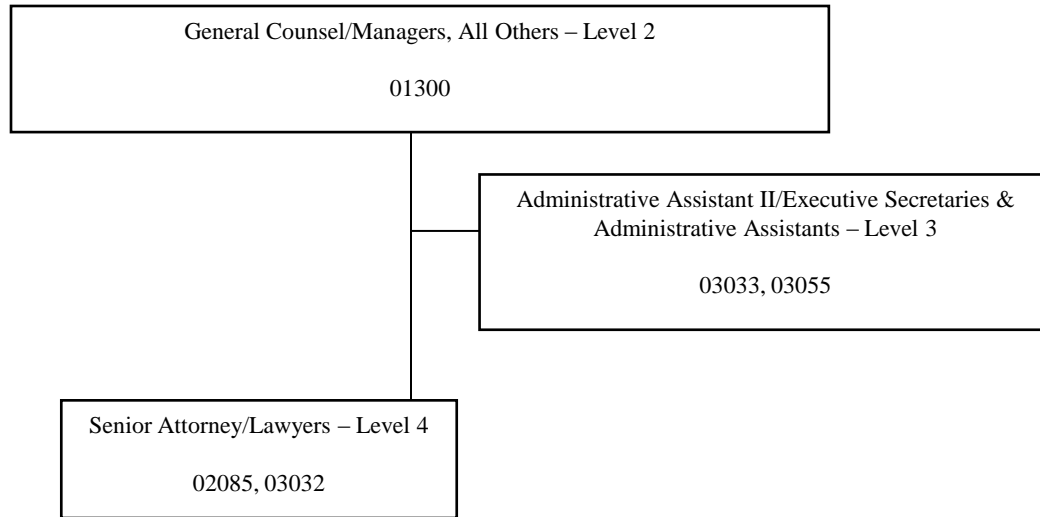 General Counsel/Managers, All Others – Level 2
01300
Administrative Assistant II/Executive Secretaries &
Administrative Assistants – Level 3
03033, 03055
Senior Attorney/Lawyers – Level 4
02085, 03032